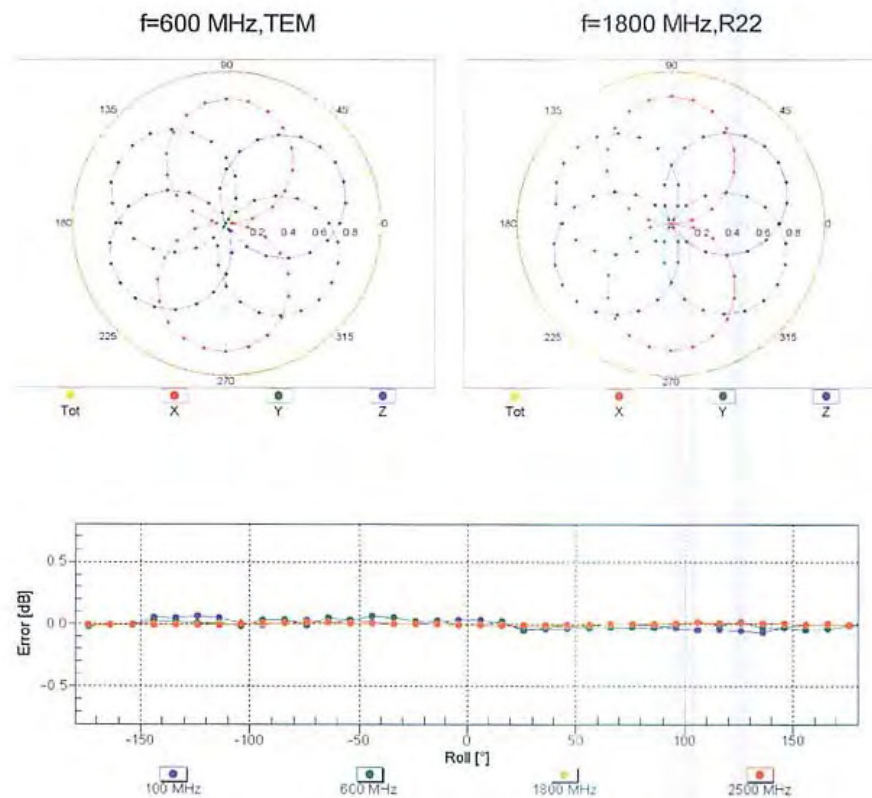 f=600 MHz,TEM
f=1800 MHz,R22
90
135
45
180
0.2
0.4
0.6
0.8
0
225
315
270
Tot
X
Y
Z
90
135
45
180
0.2
0.4
0.6
0.8
0
225
315
270
Tot
X
Y
Z
Error [dB]
0.5
0.0
-0.5
-150
-100
-50
0
50
100
150
Roll [°]
100 MHz
600 MHz
1800 MHz
2500 MHz